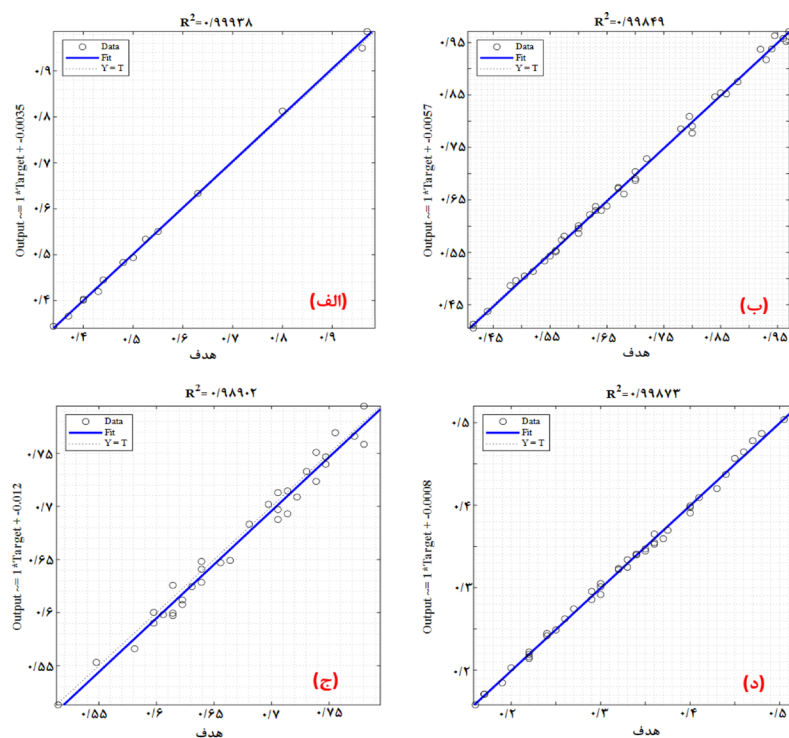 R²=۰/۹۹۹۳۸
Data
Fit
Y = T
Output ~= 1*Target + -0.0035
۰/۹
۰/۸
۰/۷
۰/۶
۰/۵
۰/۴
(الف)
۰/۴ ۰/۵ ۰/۶ ۰/۷ ۰/۸ ۰/۹
هدف
R²=۰/۹۹۸۴۹
Data
Fit
Y = T
Output ~= 1*Target + -0.0057
۰/۹۵
۰/۸۵
۰/۷۵
۰/۶۵
۰/۵۵
۰/۴۵
(ب)
۰/۴۵ ۰/۵۵ ۰/۶۵ ۰/۷۵ ۰/۸۵ ۰/۹۵
هدف
R²=۰/۹۸۹۰۲
Data
Fit
Y = T
Output ~= 1*Target + -0.012
۰/۷۵
۰/۷
۰/۶۵
۰/۶
۰/۵۵
(ج)
۰/۵۵ ۰/۶ ۰/۶۵ ۰/۷ ۰/۷۵
هدف
R²=۰/۹۹۸۷۳
Data
Fit
Y = T
Output ~= 1*Target + -0.0008
۰/۵
۰/۴
۰/۳
۰/۲
(د)
۰/۲ ۰/۳ ۰/۴ ۰/۵
هدف